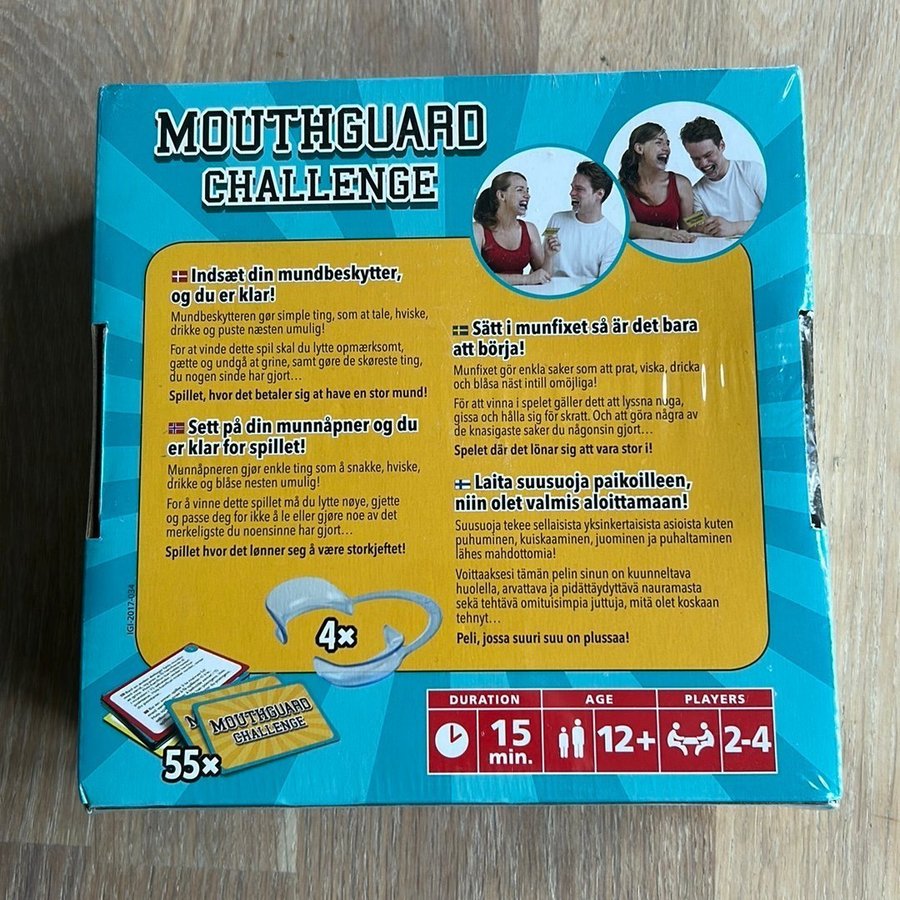 MOUTHGUARD
CHALLENGE
Indsæt din mundbeskytter,
og du er klar!
Mundbeskytteren gør simple ting, som at tale, hviske,
drikke og puste næsten umulig!
For at vinde dette spil skal du lytte opmærksomt,
gætte og undgå at grine, samt gøre de skøreste ting,
du nogen sinde har gjort...
Spillet, hvor det betaler sig at have en stor mund!
Sett på din munnåpner og du
er klar for spillet!
Munnåpneren gjør enkle ting som å snakke, hviske,
drikke og blåse nesten umulig!
For å vinne dette spillet må du lytte nøye, gjette
og passe deg for ikke å le eller gjøre noe av det
merkeligste du noensinne har gjort...
Spillet hvor det lønner seg å være storkjeftet!
Sätt i munfixet så är det bara
att börja!
Munfixet gör enkla saker som att prat, viska, dricka
och blåsa näst intill omöjliga!
För att vinna i spelet gäller dett att lyssna noga,
gissa och hålla sig för skratt. Och att göra några av
de knasigaste saker du någonsin gjort...
Spelet där det lönar sig att vara stor i!
Laita suusuoja paikoilleen,
niin olet valmis aloittamaan!
Suusuoja tekee sellaisista yksinkertaisista asioista kuten
puhuminen, kuiskaaminen, juominen ja puhaltaminen
lähes mahdottomia!
Voittaaksesi tämän pelin sinun on kuunneltava
huolella, arvattava ja pidättäydyttävä nauramasta
sekä tehtävä omituisimpia juttuja, mitä olet koskaan
tehnyt...
Peli, jossa suuri suu on plussaa!
IGI-2017-084
4x
MOUTHGUARD
CHALLENGE
55x
DURATION
15
min.
AGE
12+
PLAYERS
2-4